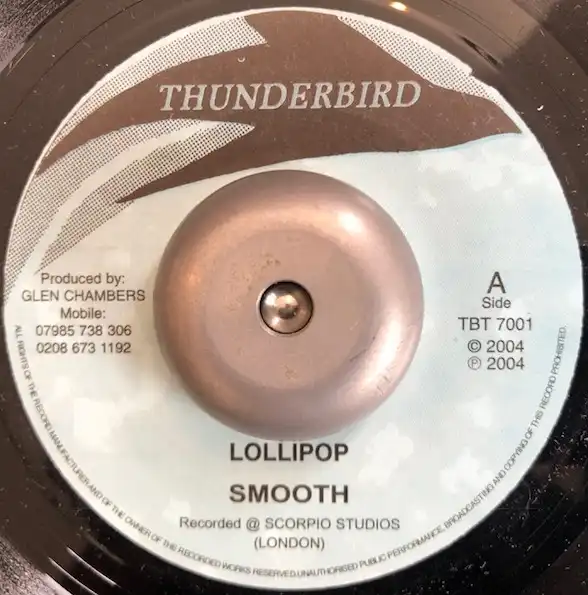 THUNDERBIRD
Produced by:
GLEN CHAMBERS
Mobile:
07985 738 306
0208 673 1192
A
Side
TBT 7001
© 2004
℗ 2004
LOLLIPOP
SMOOTH
Recorded @ SCORPIO STUDIOS
(LONDON)
ALL RIGHTS OF THE RECORD MANUFACTURER AND OF THE OWNER OF THE RECORDED WORKS RESERVED. UNAUTHORISED PUBLIC PERFORMANCE, BROADCASTING AND COPYING OF THIS RECORD PROHIBITED.